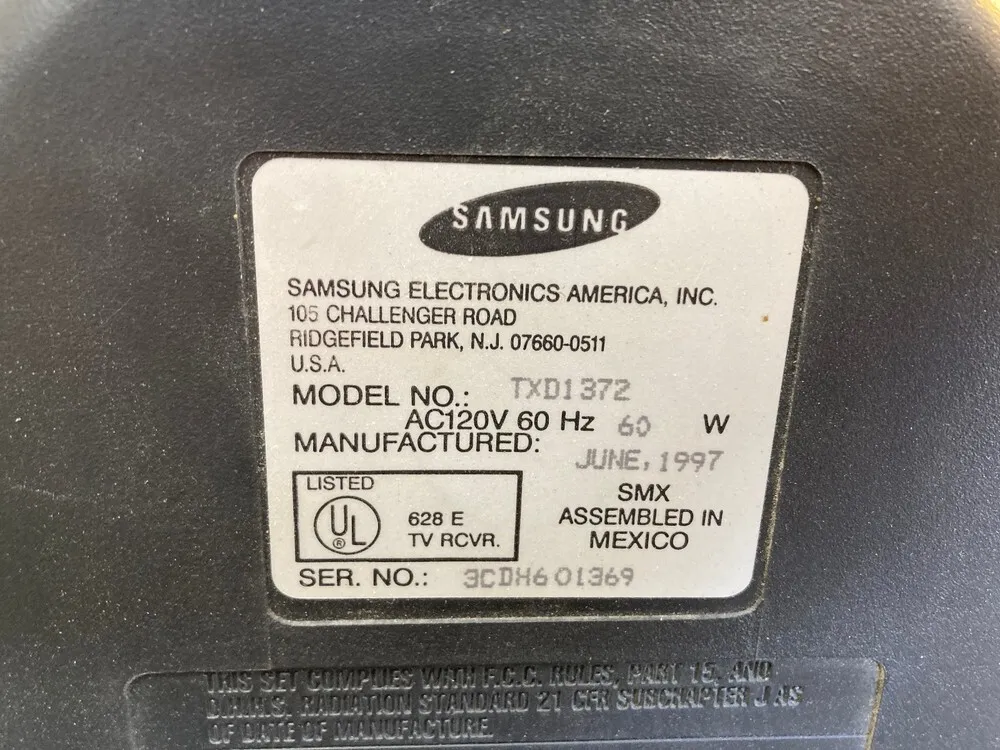 SAMSUNG
SAMSUNG ELECTRONICS AMERICA, INC.
105 CHALLENGER ROAD
RIDGEFIELD PARK, N.J. 07660-0511
U.S.A.
MODEL NO.: TXD1372
AC120V 60 Hz 60 W
MANUFACTURED: JUNE, 1997
LISTED
UL ®
628 E
TV RCVR.
SMX
ASSEMBLED IN
MEXICO
SER. NO.: 3CDH601369
THIS SET COMPLIES WITH F.C.C. RULES, PART 15, AND
D.H.H.S. RADIATION STANDARD 21 CFR SUBCHAPTER J AS
OF DATE OF MANUFACTURE.